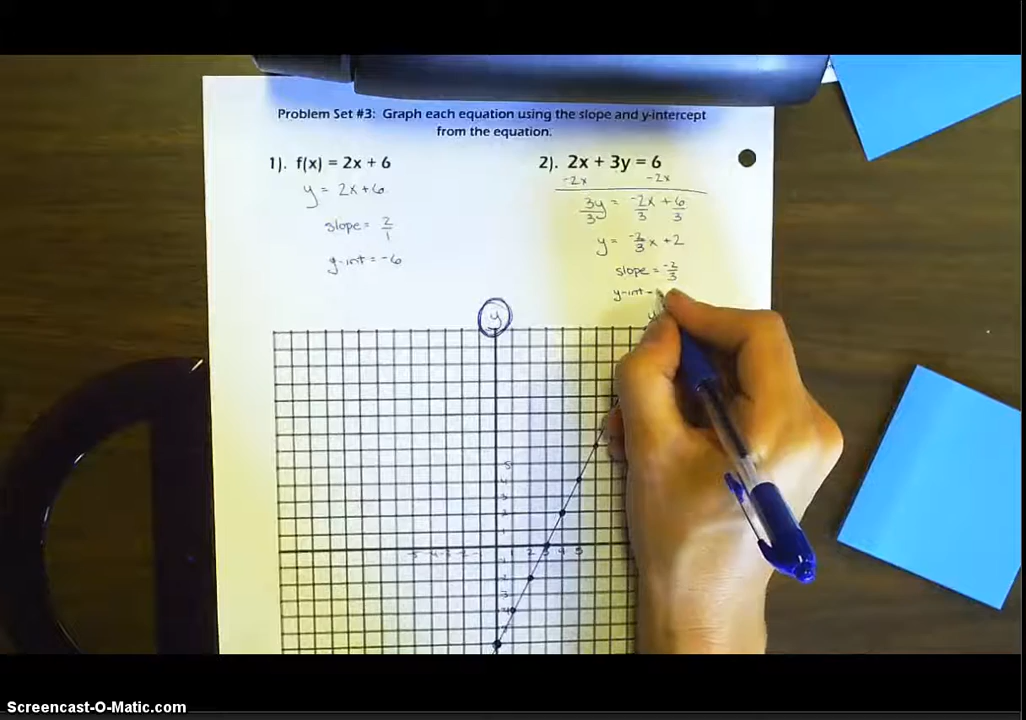 Problem Set #3: Graph each equation using the slope and y-intercept
from the equation.
1). f(x) = 2x + 6
y = 2x + 6
slope = 2/1
y-int = -6
2). 2x + 3y = 6
-2x -2x
3y/3 = -2x/3 + 6/3
y = -2/3 x + 2
slope = -2/3
y-int =
y
y
5
4
3
2
1
-5 -4 -3 -2 -1 1 2 3 4 5
2
3
4
Screencast-O-Matic.com